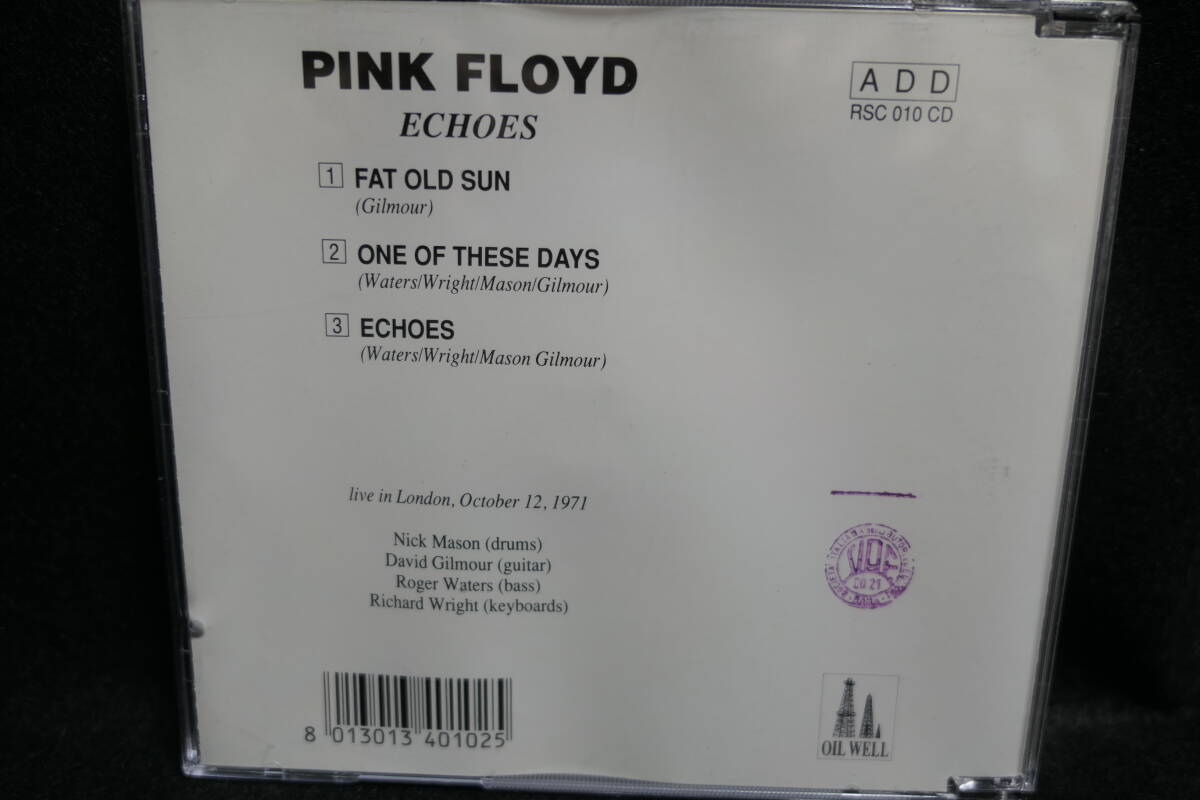 PINK FLOYD
ECHOES
A D D
RSC 010 CD
1 FAT OLD SUN
(Gilmour)
2 ONE OF THESE DAYS
(Waters/Wright/Mason/Gilmour)
3 ECHOES
(Waters/Wright/Mason Gilmour)
live in London, October 12, 1971
Nick Mason (drums)
David Gilmour (guitar)
Roger Waters (bass)
Richard Wright (keyboards)
8 013013 401025
OIL WELL